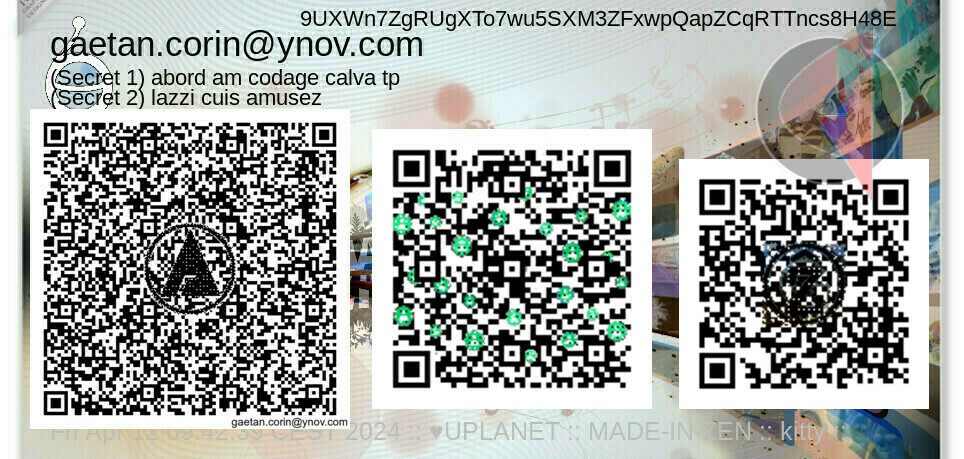 9UXWn7ZgRUgXTo7wu5SXM3ZFxwpQapZCqRTTncs8H48E
gaetan.corin@ynov.com
(Secret 1) abord am codage calva tp
(Secret 2) lazzi cuis amusez
gaetan.corin@ynov.com
Fri Apr 12 09:42:39 CEST 2024 :: ♥UPLANET :: MADE-IN-ZEN :: kitty